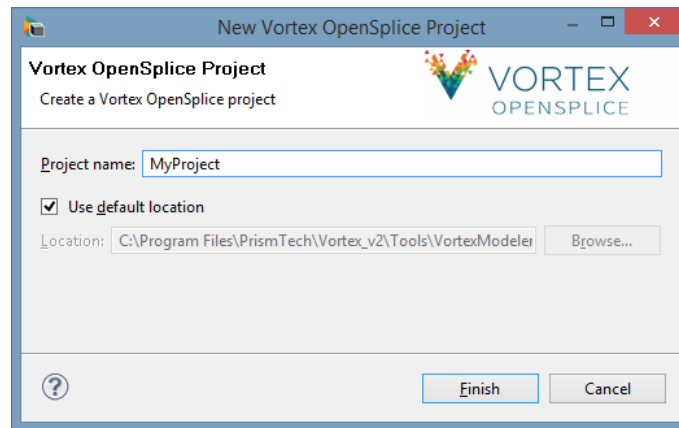 New Vortex OpenSplice Project
Vortex OpenSplice Project
Create a Vortex OpenSplice project
VORTEX
OPENSPLICE
Project name: MyProject
Use default location
Location: C:\Program Files\PrismTech\Vortex_v2\Tools\VortexModeler Browse...
? Finish Cancel